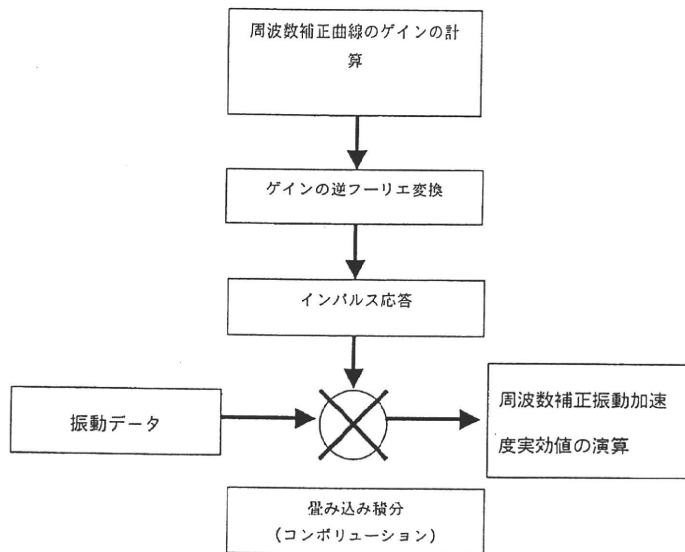 周波数補正曲線のゲインの計
算
ゲインの逆フーリエ変換
インパルス応答
振動データ
周波数補正振動加速
度実効値の演算
畳み込み積分
(コンボリューション)